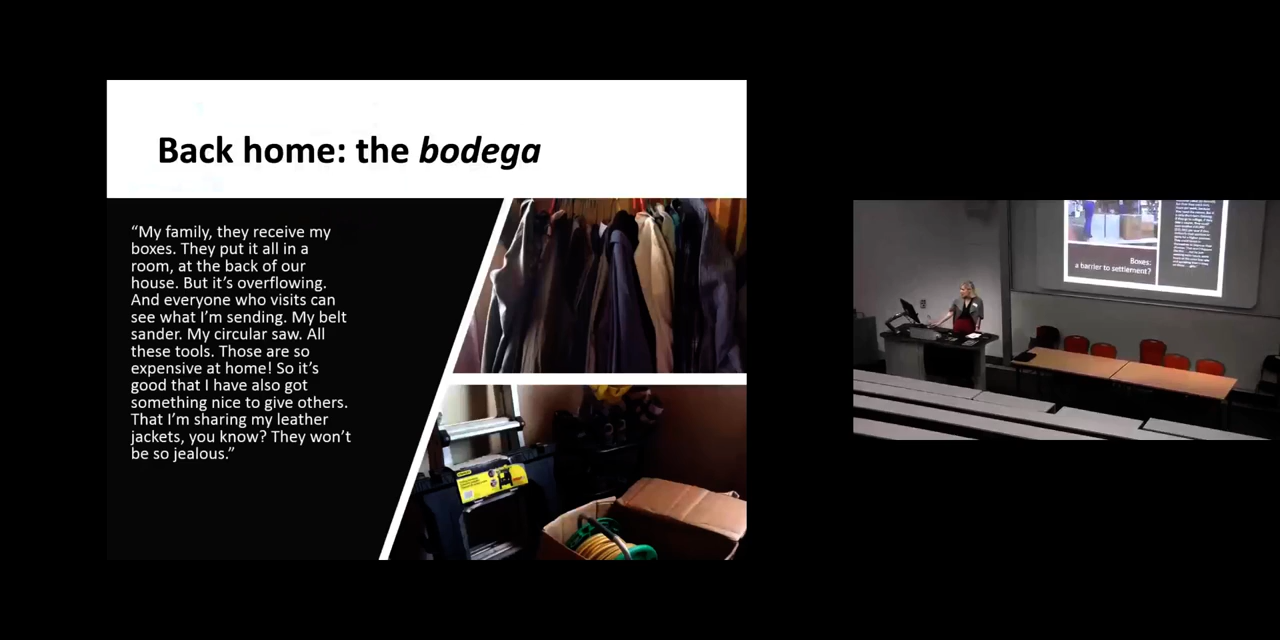 Back home: the bodega
“My family, they receive my
boxes. They put it all in a
room, at the back of our
house. But it’s overflowing.
And everyone who visits can
see what I’m sending. My belt
sander. My circular saw. All
these tools. Those are so
expensive at home! So it’s
good that I have also got
something nice to give others.
That I’m sharing my leather
jackets, you know? They won’t
be so jealous.”
Boxes:
a barrier to settlement?